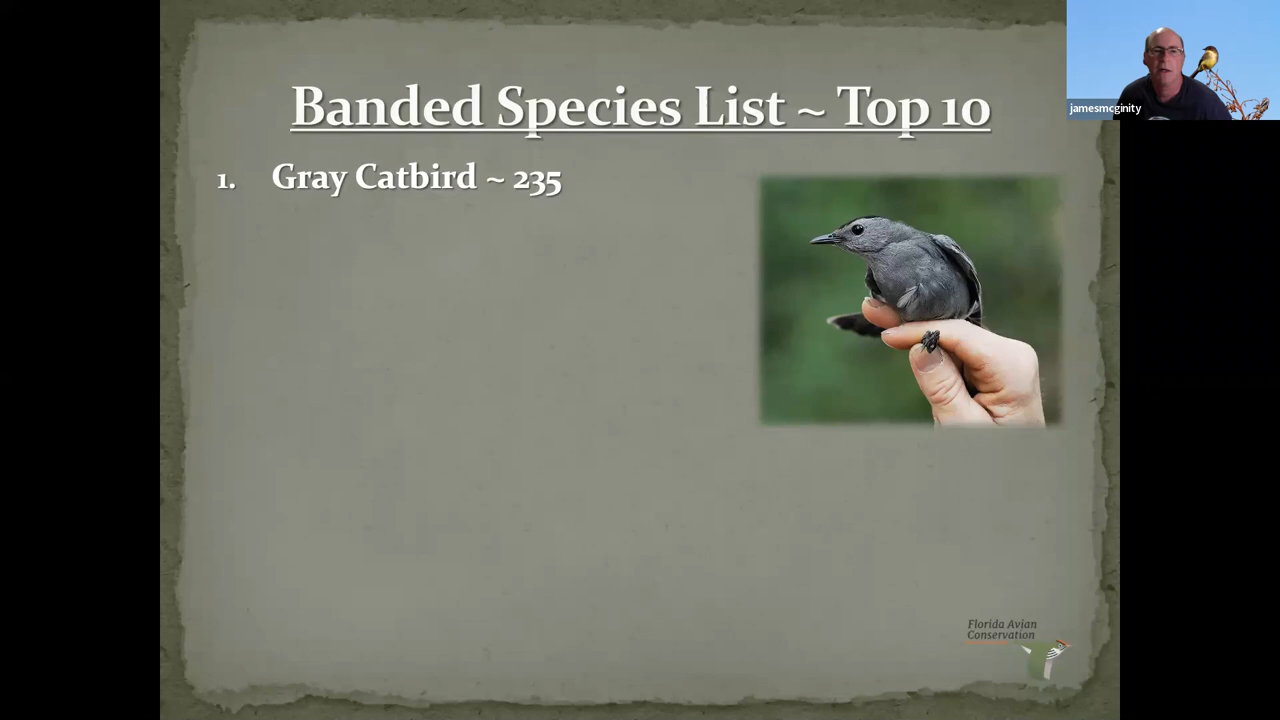 Banded Species List ~ Top 10
1. Gray Catbird ~ 235
jamesmcginity
Florida Avian
Conservation